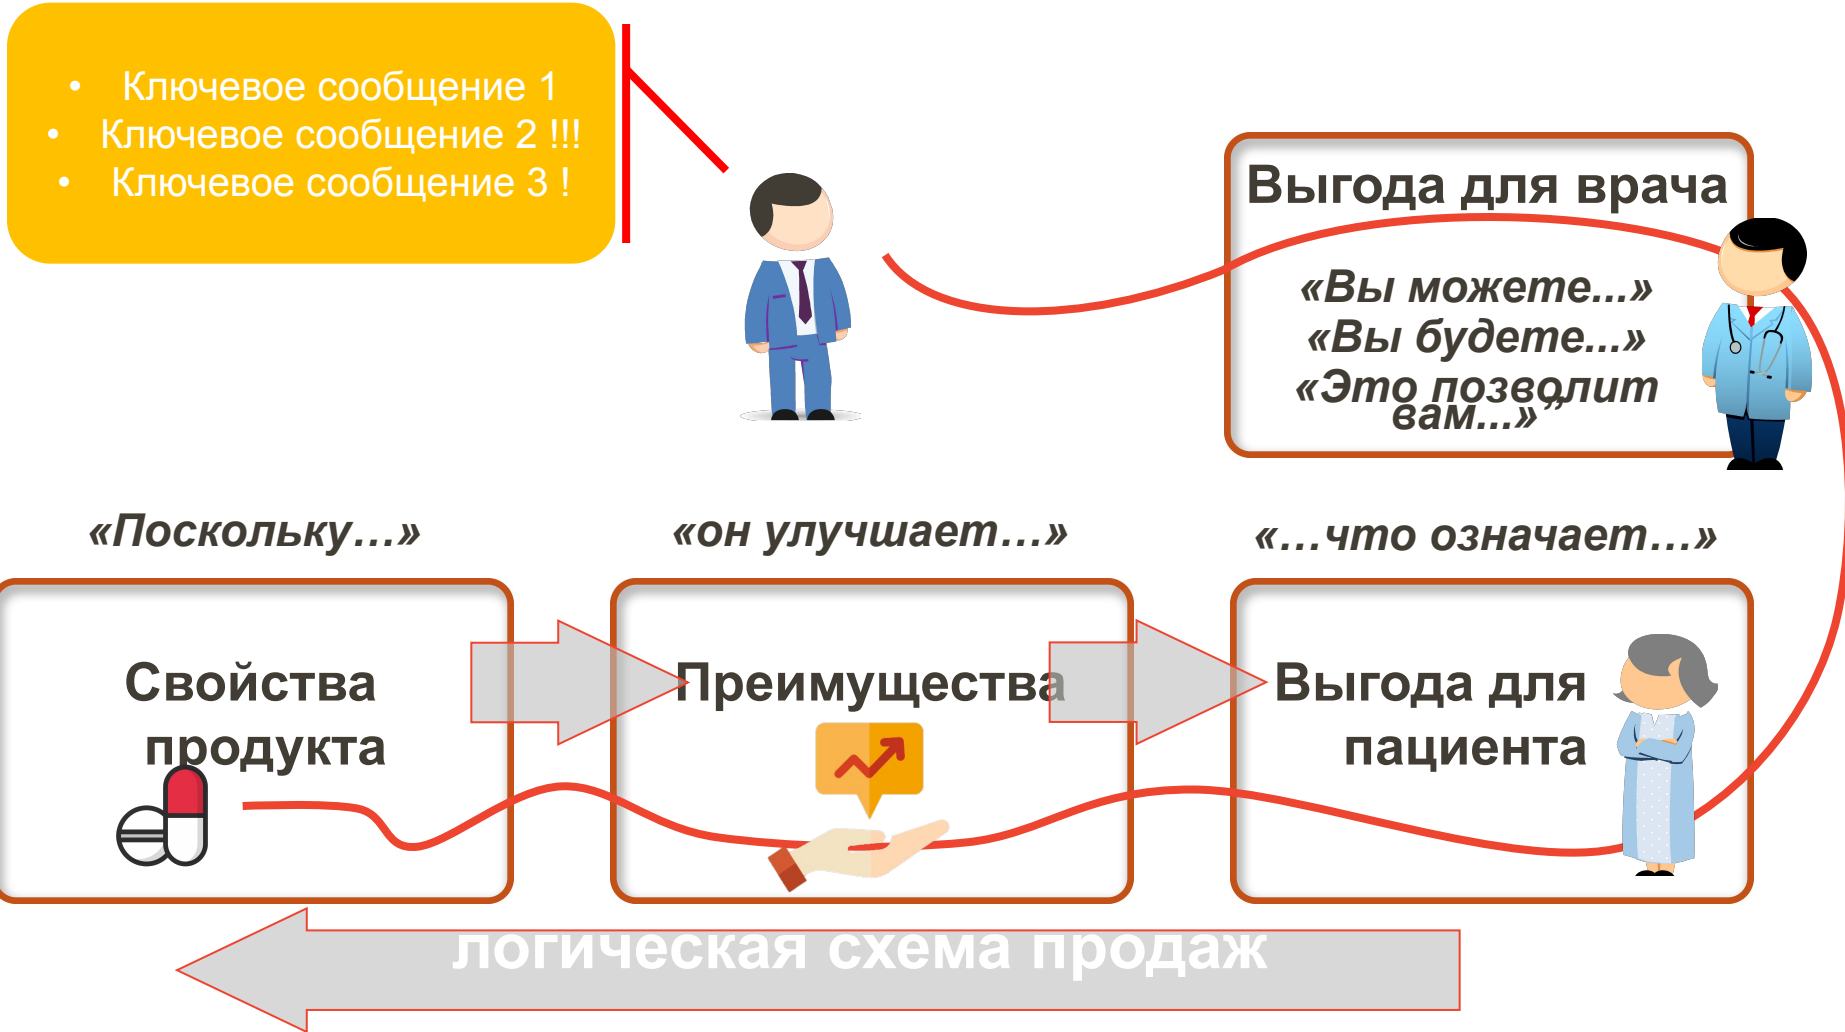 • Ключевое сообщение 1
• Ключевое сообщение 2 !!!
• Ключевое сообщение 3 !
Выгода для врача
«Вы можете...»
«Вы будете...»
«Это позволит
вам...»”
«Поскольку...»
«он улучшает...»
«...что означает...»
Свойства
продукта
Преимущества
Выгода для
пациента
логическая схема продаж